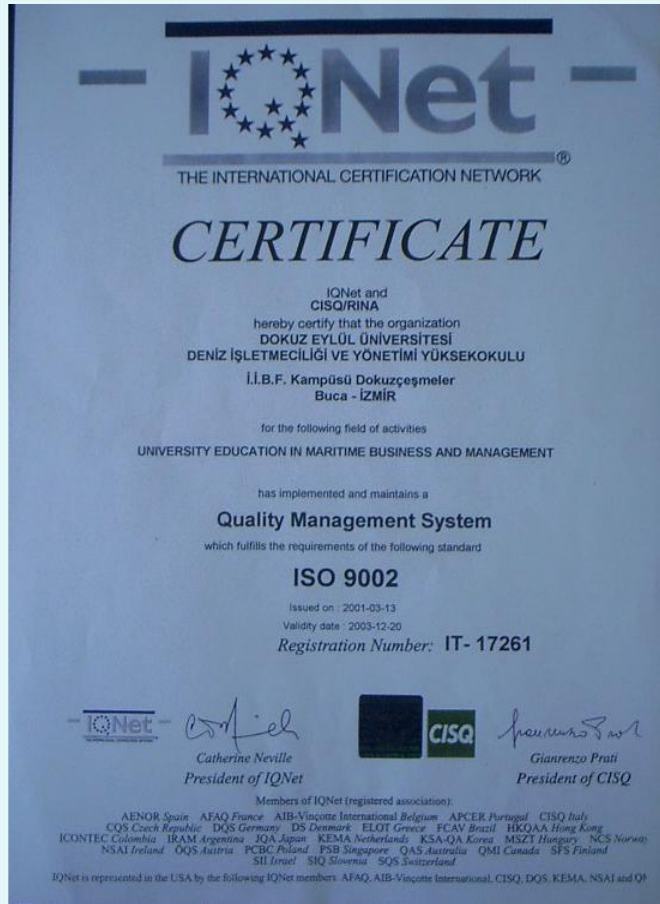 IQNet
®
THE INTERNATIONAL CERTIFICATION NETWORK
CERTIFICATE
IQNet and
CISQ/RINA
hereby certify that the organization
DOKUZ EYLÜL ÜNİVERSİTESİ
DENİZ İŞLETMECİLİĞİ VE YÖNETİMİ YÜKSEKOKULU
İ.İ.B.F. Kampüsü Dokuzçeşmeler
Buca - İZMİR
for the following field of activities
UNIVERSITY EDUCATION IN MARITIME BUSINESS AND MANAGEMENT
has implemented and maintains a
Quality Management System
which fulfills the requirements of the following standard
ISO 9002
Issued on : 2001-03-13
Validity date : 2003-12-20
Registration Number: IT- 17261
IQNet
CISQ
Catherine Neville
Gianrenzo Prati
President of IQNet
President of CISQ
Members of IQNet (registered association):
AENOR Spain AFAQ France AIB-Vinçotte International Belgium APCER Portugal CISQ Italy
CQS Czech Republic DQS Germany DS Denmark ELOT Greece FCAV Brazil HKQAA Hong Kong
ICONTEC Colombia IRAM Argentina JQA Japan KEMA Netherlands KSA-QA Korea MSZT Hungary NCS Norway
NSAI Ireland ÖQS Austria PCBC Poland PSB Singapore QAS Australia QMI Canada SFS Finland
SII Israel SIQ Slovenia SQS Switzerland
IQNet is represented in the USA by the following IQNet members: AFAQ, AIB-Vinçotte International, CISQ, DQS, KEMA, NSAI and